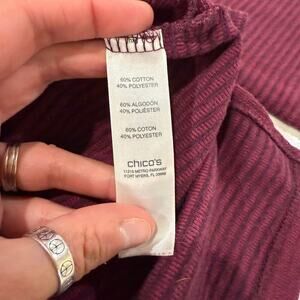 60% COTTON
40% POLYESTER
60% ALGODÓN
40% POLIÉSTER
60% COTON
40% POLYESTER
chico's
11215 METRO PARKWAY
FORT MYERS, FL 33966